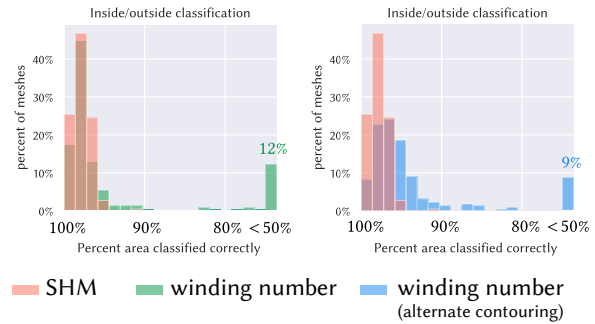 Inside/outside classification
percent of meshes
40%
30%
20%
10%
0%
12%
100% 90% 80% <50%
Percent area classified correctly
Inside/outside classification
percent of meshes
40%
30%
20%
10%
0%
9%
100% 90% 80% <50%
Percent area classified correctly
SHM
winding number
winding number
(alternate contouring)